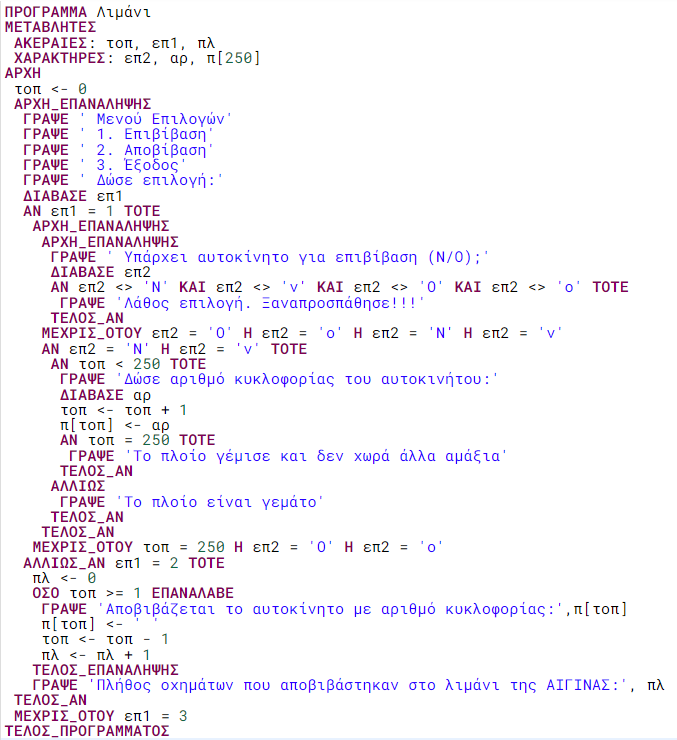 ΠΡΟΓΡΑΜΜΑ Λιμάνι
ΜΕΤΑΒΛΗΤΕΣ
ΑΚΕΡΑΙΕΣ: τοπ, επ1, πλ
ΧΑΡΑΚΤΗΡΕΣ: επ2, αρ, π[250]
ΑΡΧΗ
τοπ <- 0
ΑΡΧΗ_ΕΠΑΝΑΛΗΨΗΣ
ΓΡΑΨΕ ' Μενού Επιλογών'
ΓΡΑΨΕ ' 1. Επιβίβαση'
ΓΡΑΨΕ ' 2. Αποβίβαση'
ΓΡΑΨΕ ' 3. Έξοδος'
ΓΡΑΨΕ ' Δώσε επιλογή:'
ΔΙΑΒΑΣΕ επ1
ΑΝ επ1 = 1 ΤΟΤΕ
ΑΡΧΗ_ΕΠΑΝΑΛΗΨΗΣ
ΑΡΧΗ_ΕΠΑΝΑΛΗΨΗΣ
ΓΡΑΨΕ ' Υπάρχει αυτοκίνητο για επιβίβαση (Ν/Ο);'
ΔΙΑΒΑΣΕ επ2
ΑΝ επ2 <> 'Ν' ΚΑΙ επ2 <> 'ν' ΚΑΙ επ2 <> 'Ο' ΚΑΙ επ2 <> 'ο' ΤΟΤΕ
ΓΡΑΨΕ 'Λάθος επιλογή. Ξαναπροσπάθησε!!!'
ΤΕΛΟΣ_ΑΝ
ΜΕΧΡΙΣ_ΟΤΟΥ επ2 = 'Ο' Η επ2 = 'ο' Η επ2 = 'Ν' Η επ2 = 'ν'
ΑΝ επ2 = 'Ν' Η επ2 = 'ν' ΤΟΤΕ
ΑΝ τοπ < 250 ΤΟΤΕ
ΓΡΑΨΕ 'Δώσε αριθμό κυκλοφορίας του αυτοκινήτου:'
ΔΙΑΒΑΣΕ αρ
τοπ <- τοπ + 1
π[τοπ] <- αρ
ΑΝ τοπ = 250 ΤΟΤΕ
ΓΡΑΨΕ 'Το πλοίο γέμισε και δεν χωρά άλλα αμάξια'
ΤΕΛΟΣ_ΑΝ
ΑΛΛΙΩΣ
ΓΡΑΨΕ 'Το πλοίο είναι γεμάτο'
ΤΕΛΟΣ_ΑΝ
ΤΕΛΟΣ_ΑΝ
ΜΕΧΡΙΣ_ΟΤΟΥ τοπ = 250 Η επ2 = 'Ο' Η επ2 = 'ο'
ΑΛΛΙΩΣ_ΑΝ επ1 = 2 ΤΟΤΕ
πλ <- 0
ΟΣΟ τοπ >= 1 ΕΠΑΝΑΛΑΒΕ
ΓΡΑΨΕ 'Αποβιβάζεται το αυτοκίνητο με αριθμό κυκλοφορίας:',π[τοπ]
π[τοπ] <- ' '
τοπ <- τοπ - 1
πλ <- πλ + 1
ΤΕΛΟΣ_ΕΠΑΝΑΛΗΨΗΣ
ΓΡΑΨΕ 'Πλήθος οχημάτων που αποβιβάστηκαν στο λιμάνι της ΑΙΓΙΝΑΣ:', πλ
ΤΕΛΟΣ_ΑΝ
ΜΕΧΡΙΣ_ΟΤΟΥ επ1 = 3
ΤΕΛΟΣ_ΠΡΟΓΡΑΜΜΑΤΟΣ